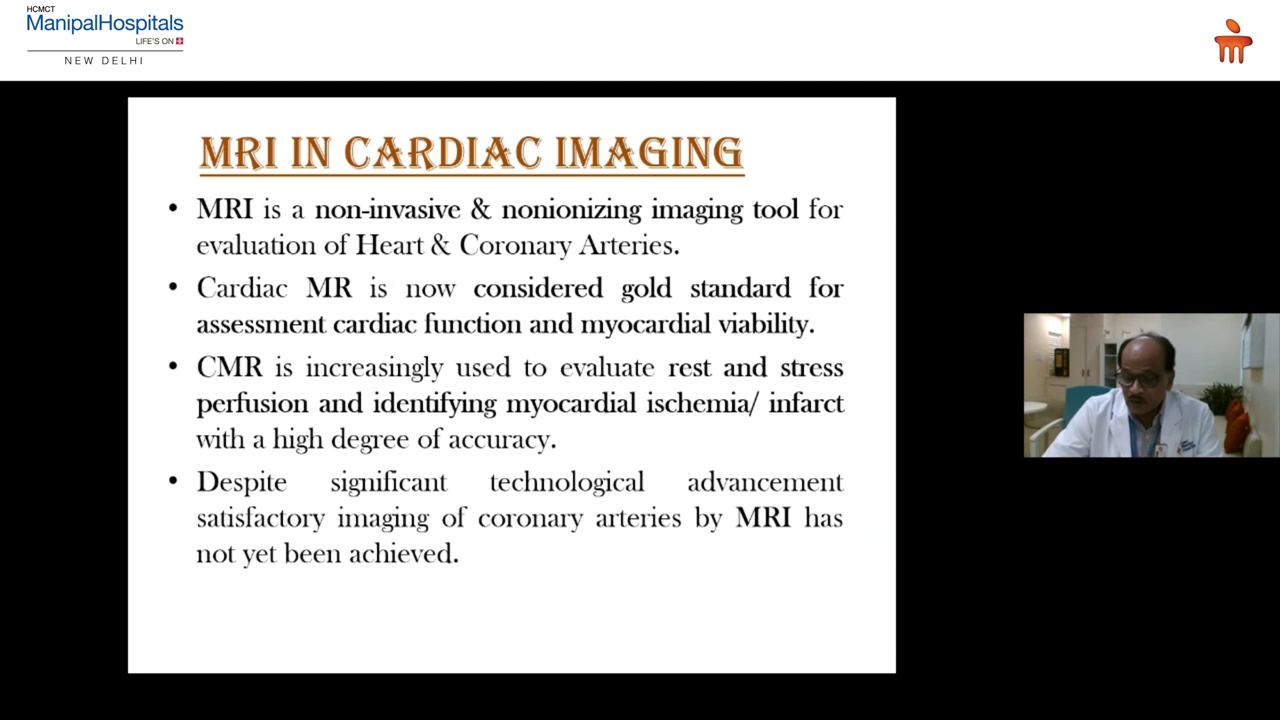 HCMCT
ManipalHospitals
LIFE'S ON
NEW DELHI
MRI IN CARDIAC IMAGING
• MRI is a non-invasive & nonionizing imaging tool for
evaluation of Heart & Coronary Arteries.
• Cardiac MR is now considered gold standard for
assessment cardiac function and myocardial viability.
• CMR is increasingly used to evaluate rest and stress
perfusion and identifying myocardial ischemia/ infarct
with a high degree of accuracy.
• Despite significant technological advancement
satisfactory imaging of coronary arteries by MRI has
not yet been achieved.